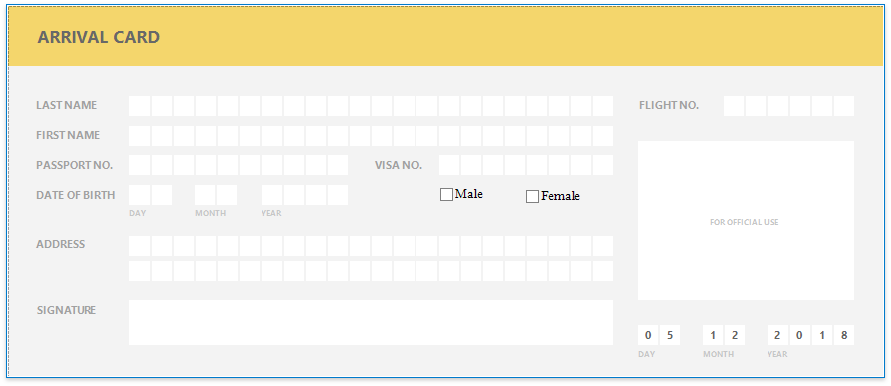 ARRIVAL CARD
LAST NAME
FLIGHT NO.
FIRST NAME
PASSPORT NO.
VISA NO.
DATE OF BIRTH
Male
Female
DAY MONTH YEAR
FOR OFFICIAL USE
ADDRESS
SIGNATURE
0 5 1 2 2 0 1 8
DAY MONTH YEAR